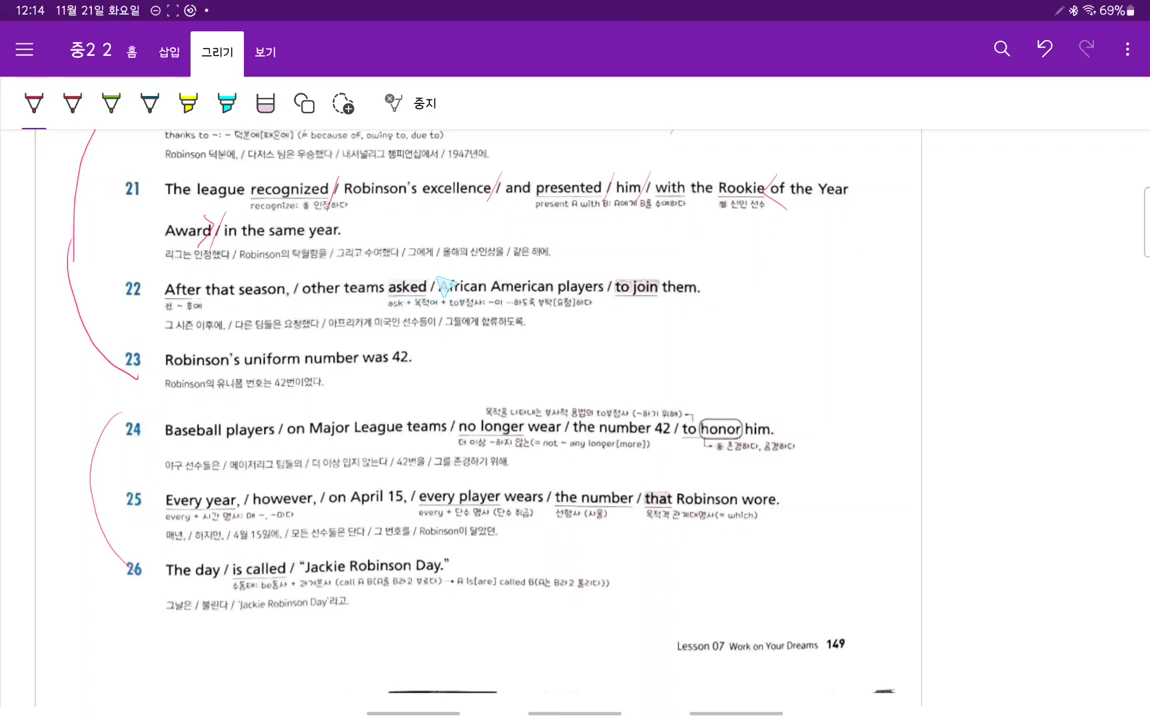 12:14 11월 21일 화요일 69%
중2 2 홈 삽입 그리기 보기
중지
thanks to ~: ~ 덕분에[때문에] (= because of, owing to, due to)
Robinson 덕분에, / 다저스 팀은 우승했다 / 내셔널리그 챔피언십에서 / 1947년에.
21 The league recognized / Robinson's excellence / and presented / him / with the Rookie of the Year
recognize: 동 인정하다 present A with B: A에게 B를 수여하다 명 신인 선수
Award / in the same year.
리그는 인정했다 / Robinson의 탁월함을 / 그리고 수여했다 / 그에게 / 올해의 신인상을 / 같은 해에.
22 After that season, / other teams asked / African American players / to join them.
전 ~ 후에 ask + 목적어 + to부정사: ~이 …하도록 부탁[요청]하다
그 시즌 이후에, / 다른 팀들은 요청했다 / 아프리카계 미국인 선수들이 / 그들에게 합류하도록.
23 Robinson's uniform number was 42.
Robinson의 유니폼 번호는 42번이었다.
목적을 나타내는 부사적 용법의 to부정사 (~하기 위해)
24 Baseball players / on Major League teams / no longer wear / the number 42 / to honor him.
더 이상 ~하지 않는(= not ~ any longer[more]) 동 존경하다, 공경하다
야구 선수들은 / 메이저리그 팀들의 / 더 이상 입지 않는다 / 42번을 / 그를 존경하기 위해.
25 Every year, / however, / on April 15, / every player wears / the number / that Robinson wore.
every + 시간 명사: 매 ~, ~마다 every + 단수 명사 (단수 취급) 선행사 (사물) 목적격 관계대명사(= which)
매년, / 하지만, / 4월 15일에, / 모든 선수들은 단다 / 그 번호를 / Robinson이 달았던.
26 The day / is called / “Jackie Robinson Day.”
수동태: be동사 + 과거분사 (call A B(A를 B라고 부르다) → A is[are] called B(A는 B라고 불리다))
그날은 / 불린다 / 'Jackie Robinson Day'라고.
Lesson 07 Work on Your Dreams 149